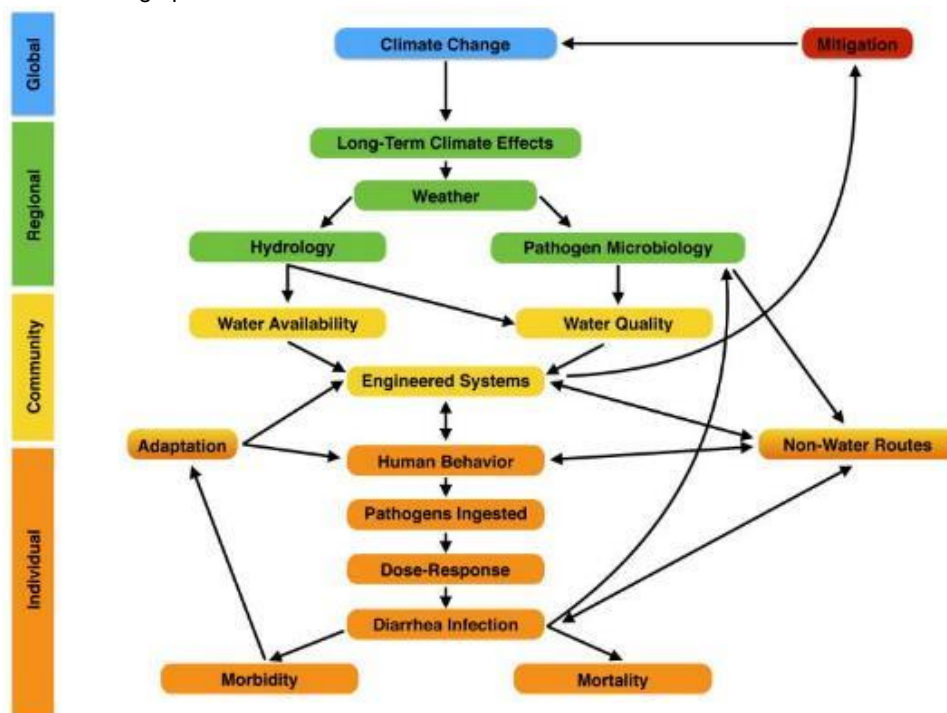 Climate Change
Mitigation
Global
Long-Term Climate Effects
Weather
Regional
Hydrology
Pathogen Microbiology
Water Availability
Water Quality
Community
Engineered Systems
Adaptation
Human Behavior
Non-Water Routes
Pathogens Ingested
Dose-Response
Individual
Diarrhea Infection
Morbidity
Mortality